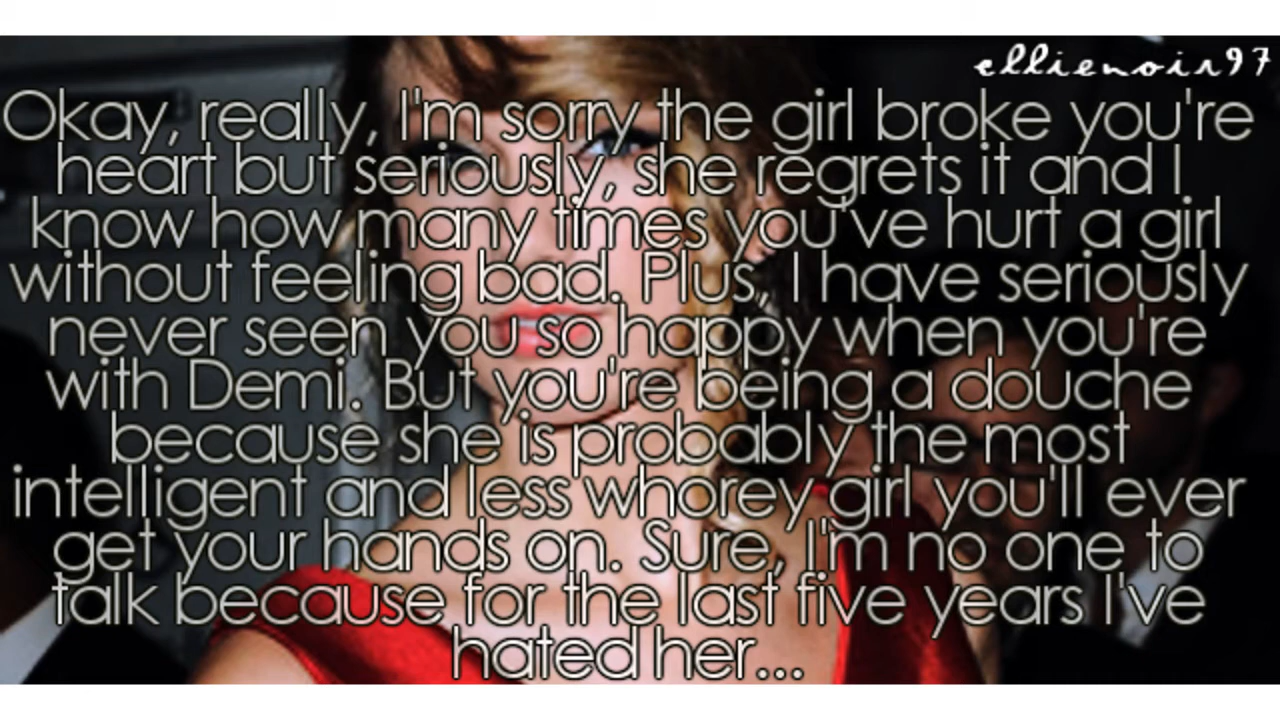 ellienoir97
Okay, really, I'm sorry the girl broke you're
heart but seriously, she regrets it and I
know how many times you've hurt a girl
without feeling bad. Plus, I have seriously
never seen you so happy when you're
with Demi. But you're being a douche
because she is probably the most
intelligent and less whorey girl you'll ever
get your hands on. Sure, I'm no one to
talk because for the last five years I've
hated her...